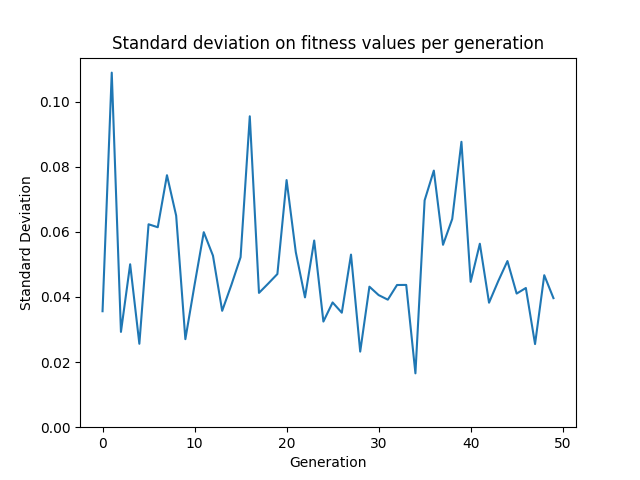 Standard deviation on fitness values per generation
0.10
0.08
0.06
0.04
0.02
0.00
Standard Deviation
0 10 20 30 40 50
Generation